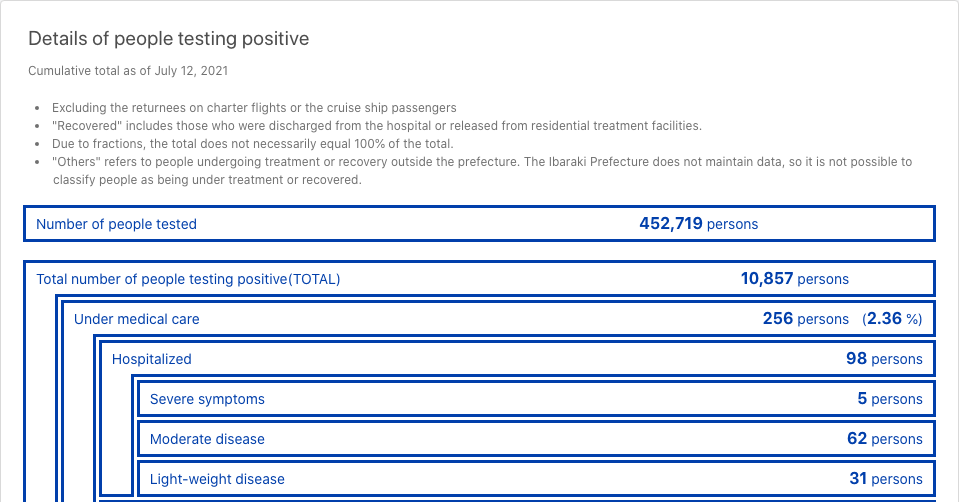 Details of people testing positive
Cumulative total as of July 12, 2021
• Excluding the returnees on charter flights or the cruise ship passengers
• "Recovered" includes those who were discharged from the hospital or released from residential treatment facilities.
• Due to fractions, the total does not necessarily equal 100% of the total.
• "Others" refers to people undergoing treatment or recovery outside the prefecture. The Ibaraki Prefecture does not maintain data, so it is not possible to
classify people as being under treatment or recovered.
Number of people tested 452,719 persons
Total number of people testing positive(TOTAL) 10,857 persons
Under medical care 256 persons (2.36 %)
Hospitalized 98 persons
Severe symptoms 5 persons
Moderate disease 62 persons
Light-weight disease 31 persons